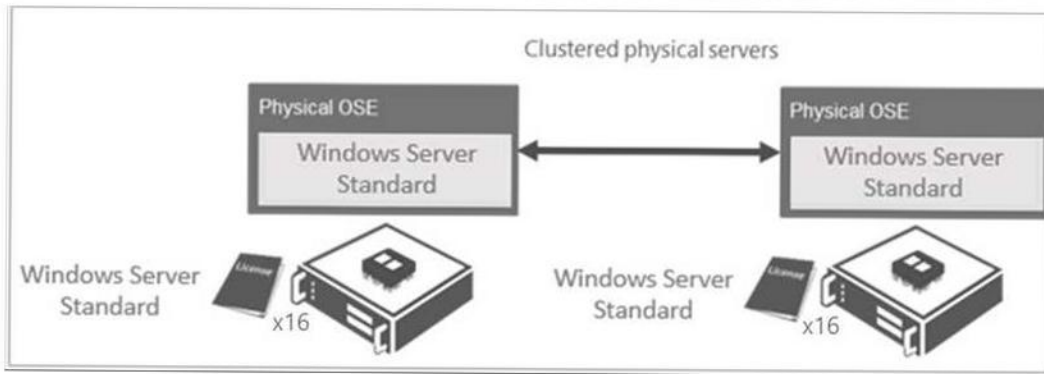 Clustered physical servers
Physical OSE
Windows Server
Standard
Physical OSE
Windows Server
Standard
Windows Server
Standard
License
x16
Windows Server
Standard
License
x16